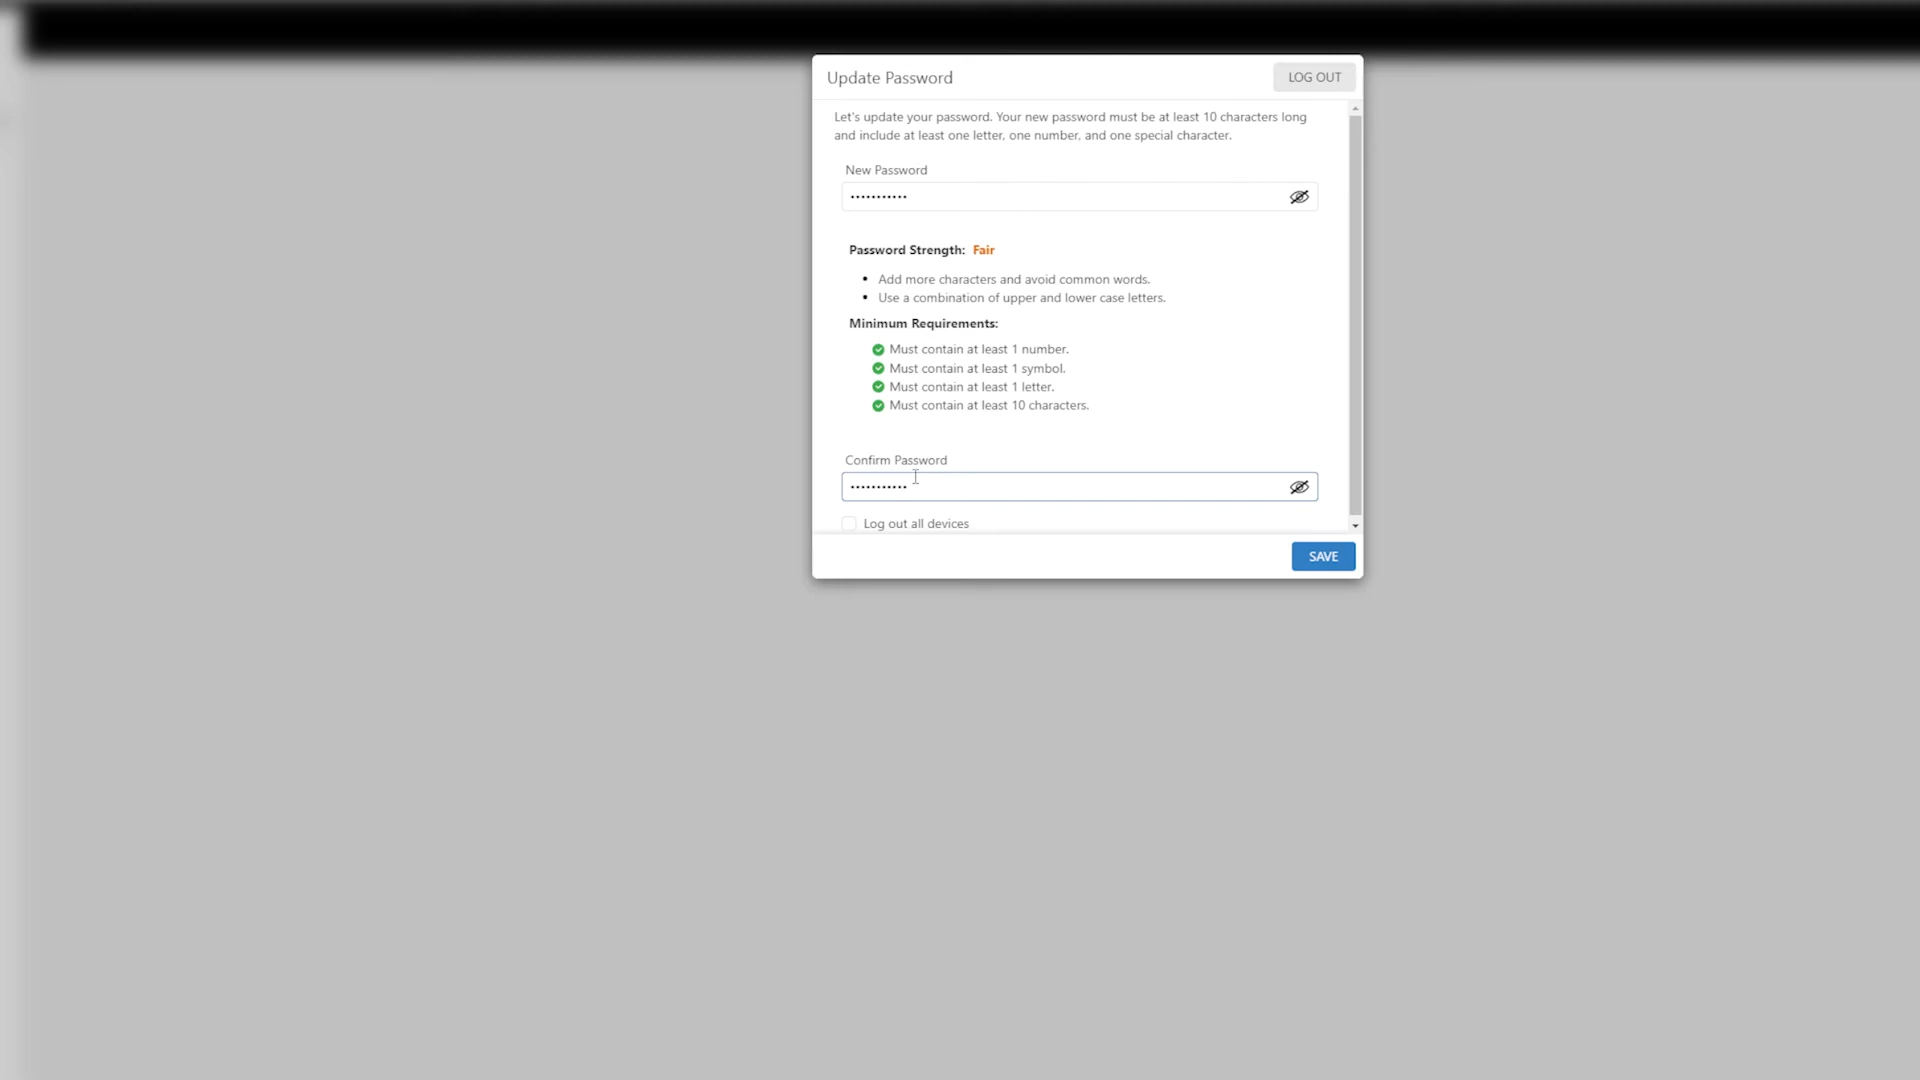 Update Password
LOG OUT
Let's update your password. Your new password must be at least 10 characters long
and include at least one letter, one number, and one special character.
New Password
•••••••••••
Password Strength: Fair
• Add more characters and avoid common words.
• Use a combination of upper and lower case letters.
Minimum Requirements:
Must contain at least 1 number.
Must contain at least 1 symbol.
Must contain at least 1 letter.
Must contain at least 10 characters.
Confirm Password
•••••••••••
Log out all devices
SAVE